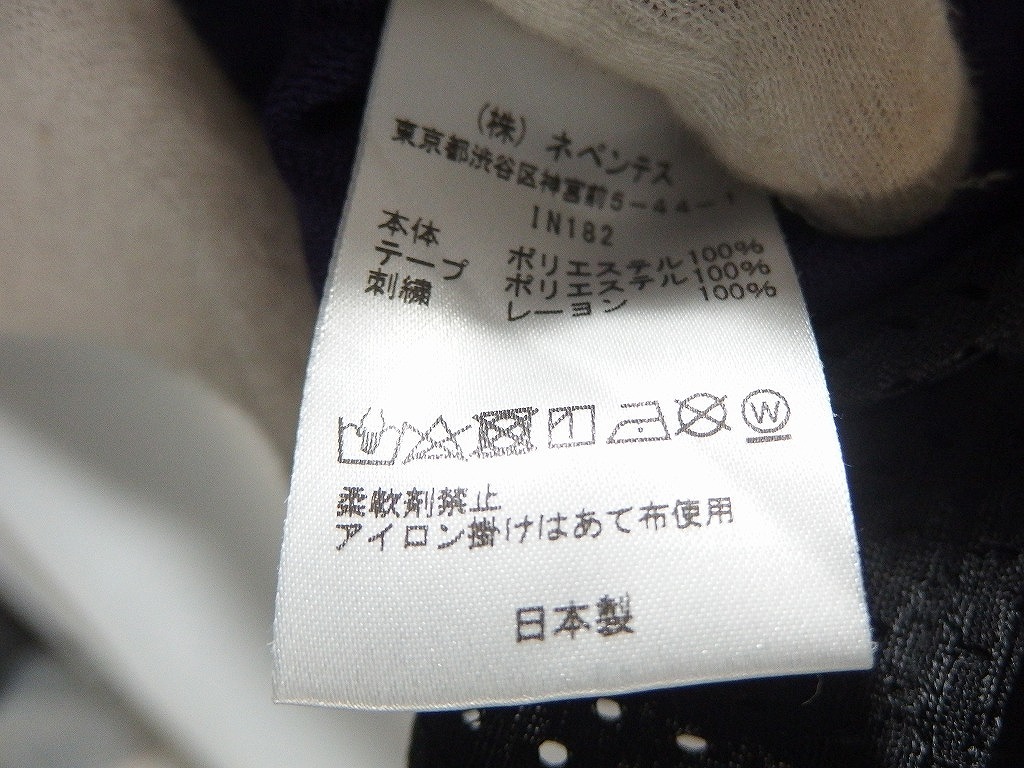 (株) ネペンテス
東京都渋谷区神宮前5-44-1
IN182
本体 ポリエステル100%
テープ ポリエステル100%
刺繍 レーヨン 100%
W
柔軟剤禁止
アイロン掛けはあて布使用
日本製